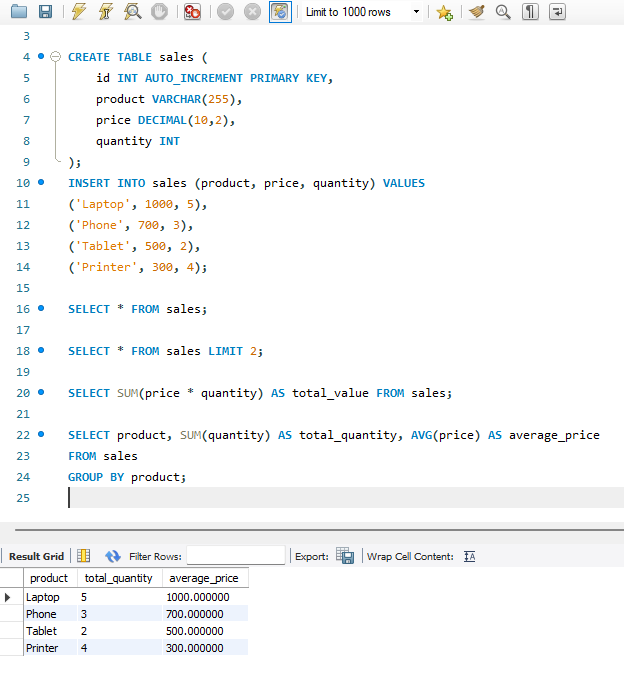 Limit to 1000 rows
3
4 CREATE TABLE sales (
5 id INT AUTO_INCREMENT PRIMARY KEY,
6 product VARCHAR(255),
7 price DECIMAL(10,2),
8 quantity INT
9 );
10 INSERT INTO sales (product, price, quantity) VALUES
11 ('Laptop', 1000, 5),
12 ('Phone', 700, 3),
13 ('Tablet', 500, 2),
14 ('Printer', 300, 4);
15
16 SELECT * FROM sales;
17
18 SELECT * FROM sales LIMIT 2;
19
20 SELECT SUM(price * quantity) AS total_value FROM sales;
21
22 SELECT product, SUM(quantity) AS total_quantity, AVG(price) AS average_price
23 FROM sales
24 GROUP BY product;
25
Result Grid Filter Rows: Export: Wrap Cell Content:
product total_quantity average_price
Laptop 5 1000.000000
Phone 3 700.000000
Tablet 2 500.000000
Printer 4 300.000000